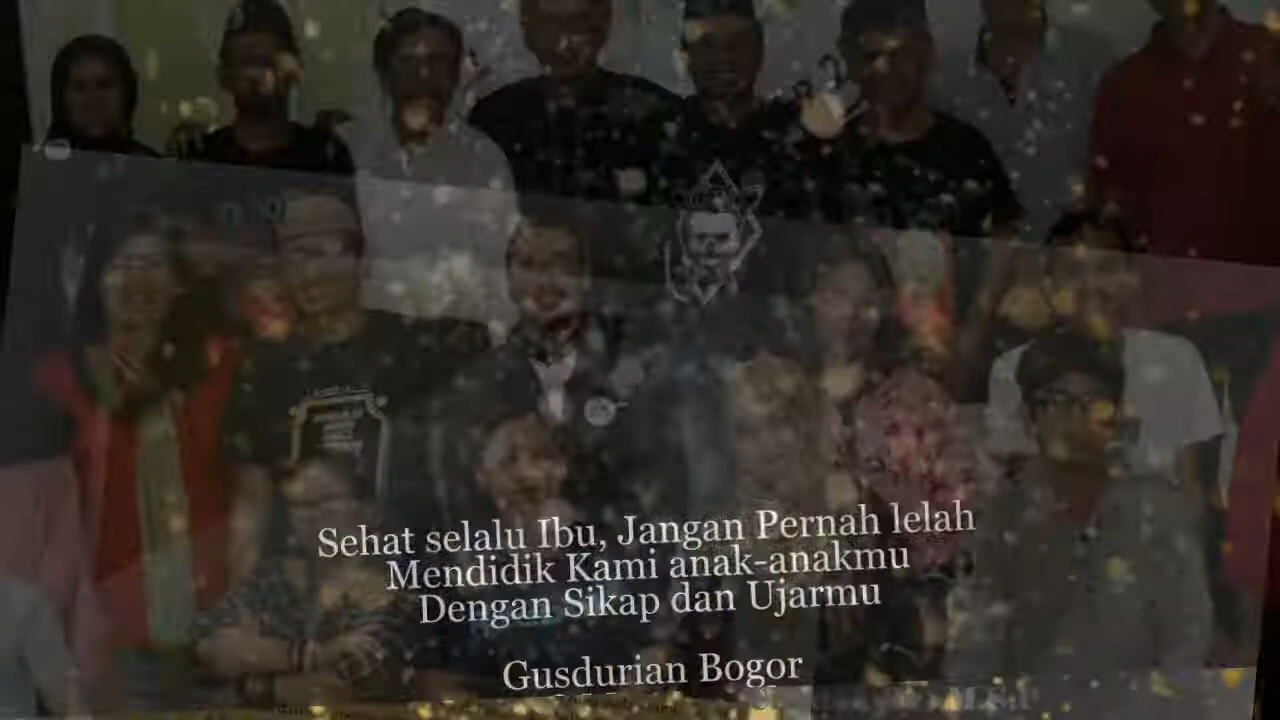 Sehat selalu Ibu, Jangan Pernah lelah
Mendidik Kami anak-anakmu
Dengan Sikap dan Ujarmu
Gusdurian Bogor